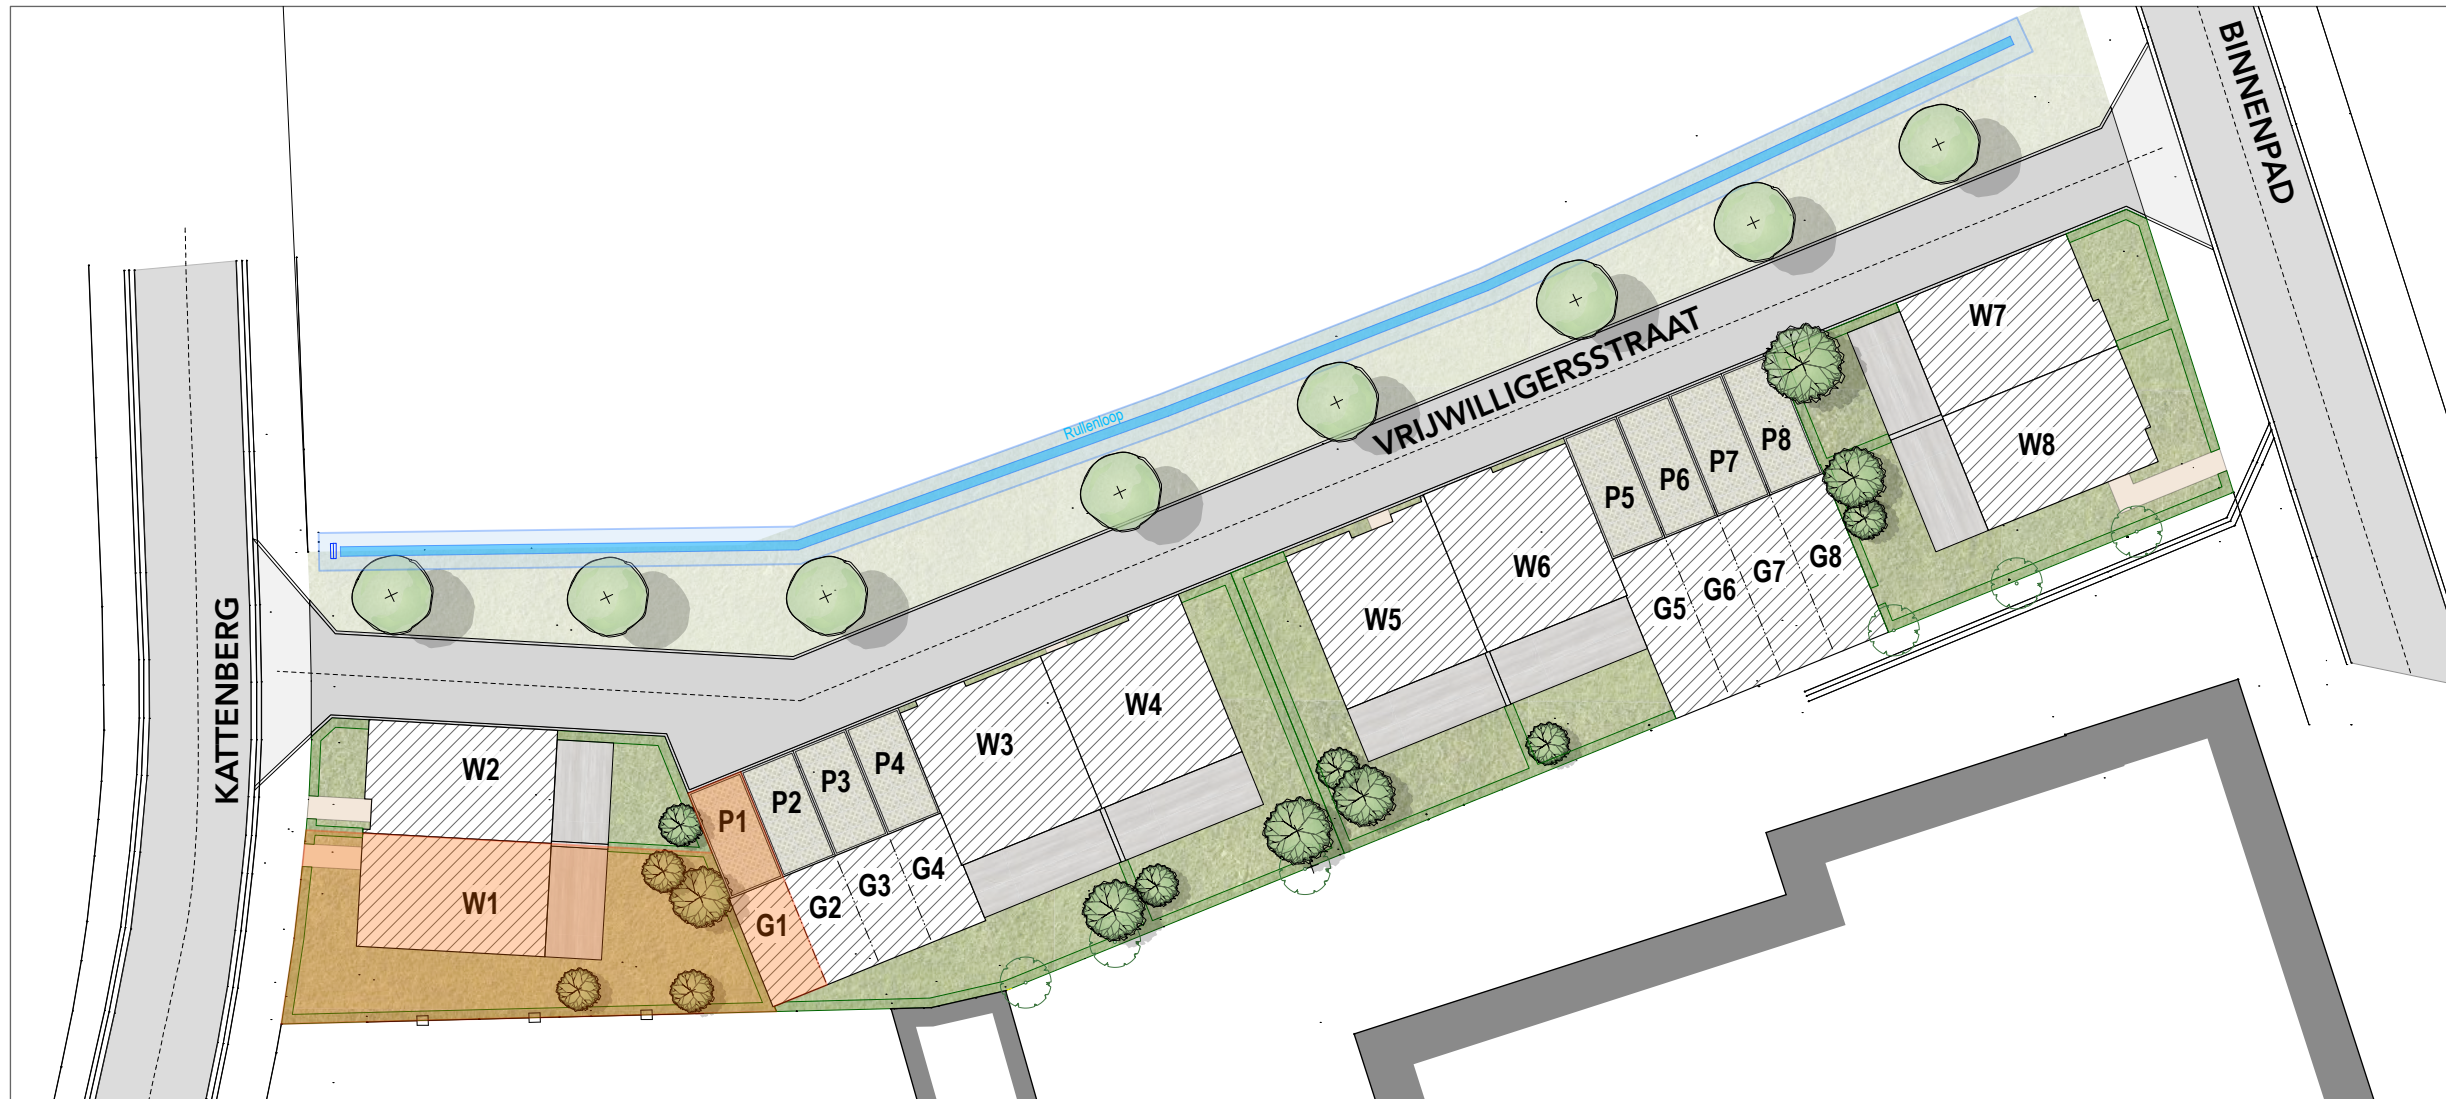 BINNENPAD
Rullenloop
VRIJWILLIGERSSTRAAT
KATTENBERG
W7
W8
P8
P7
P6
P5
G8
G7
G6
G5
W6
W5
W4
W3
P4
P3
P2
P1
G4
G3
G2
G1
W2
W1